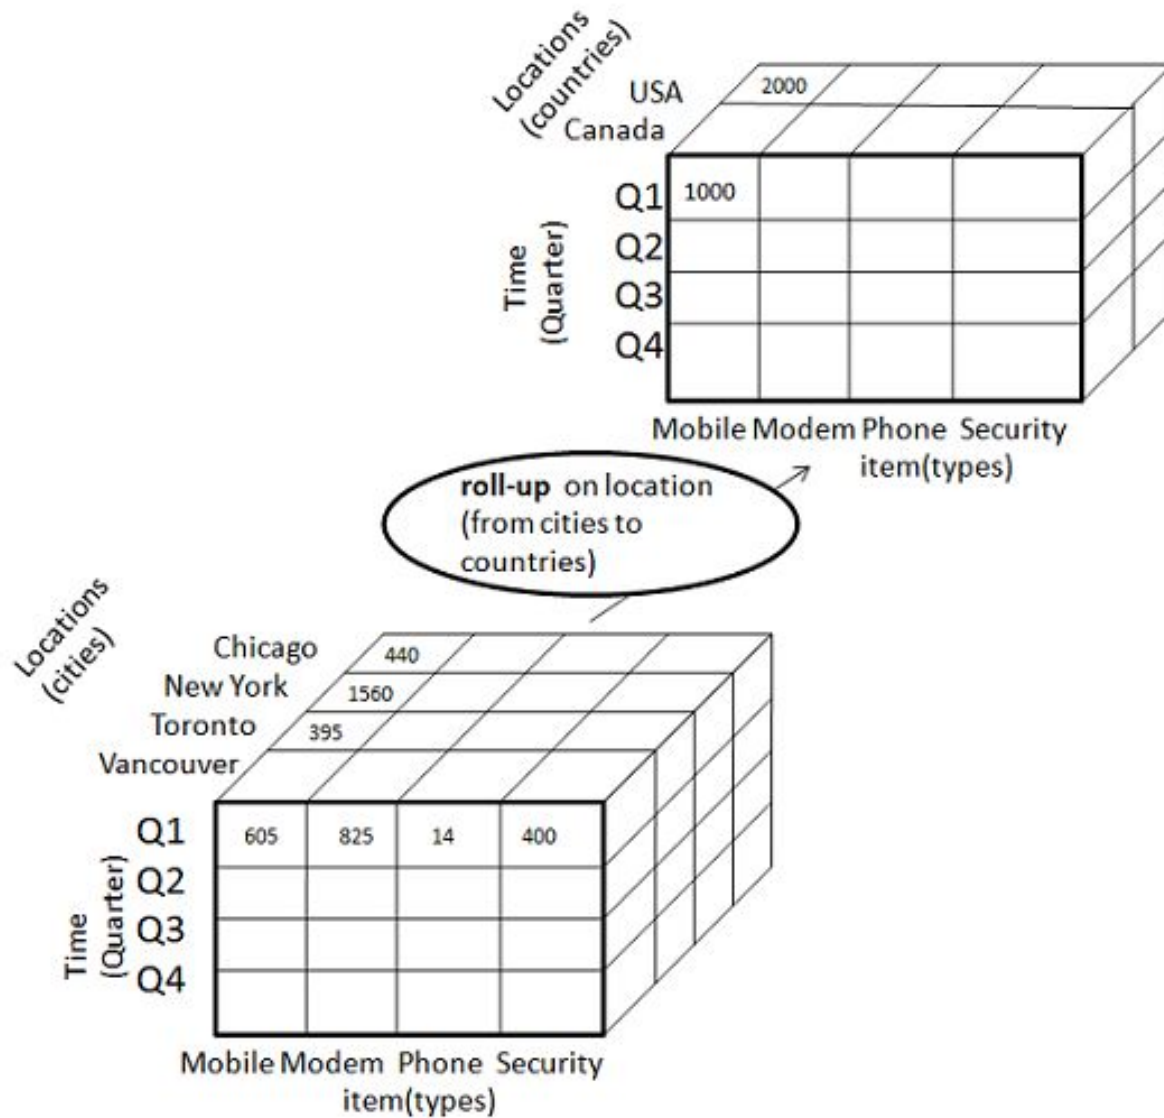 Locations
(countries)
USA
2000
Canada
Q1
1000
Q2
Q3
Q4
Time
(Quarter)
Mobile Modem Phone Security
item(types)
roll-up on location
(from cities to
countries)
Locations
(cities)
Chicago
440
New York
1560
Toronto
395
Vancouver
Q1
605 825 14 400
Q2
Q3
Q4
Time
(Quarter)
Mobile Modem Phone Security
item(types)